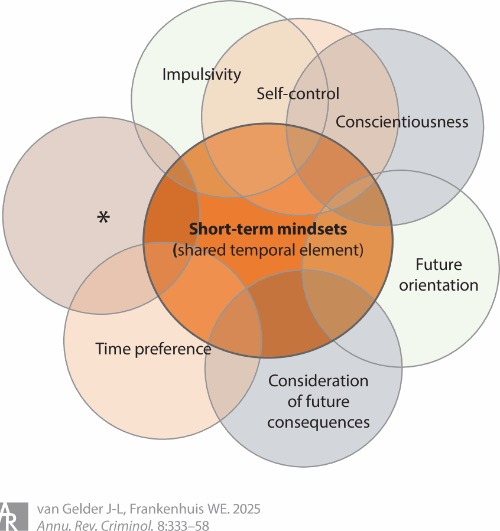 Impulsivity
Self-control
Conscientiousness
*
Short-term mindsets
(shared temporal element)
Future
orientation
Time preference
Consideration
of future
consequences
AR
van Gelder J-L, Frankenhuis WE. 2025
Annu. Rev. Criminol. 8:333–58